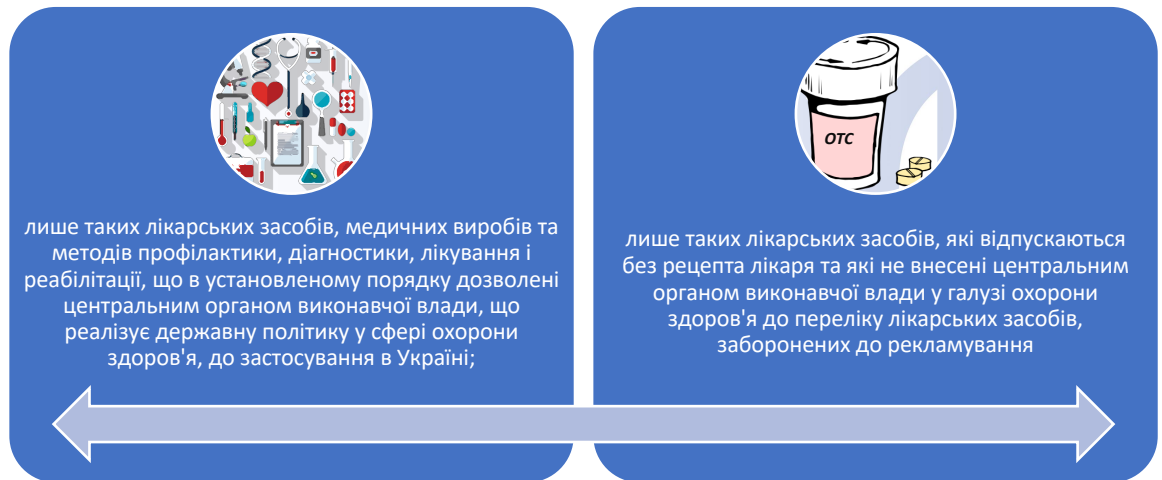 лише таких лікарських засобів, медичних виробів та
методів профілактики, діагностики, лікування і
реабілітації, що в установленому порядку дозволені
центральним органом виконавчої влади, що
реалізує державну політику у сфері охорони
здоров'я, до застосування в Україні;
OTC
лише таких лікарських засобів, які відпускаються
без рецепта лікаря та які не внесені центральним
органом виконавчої влади у галузі охорони
здоров'я до переліку лікарських засобів,
заборонених до рекламування